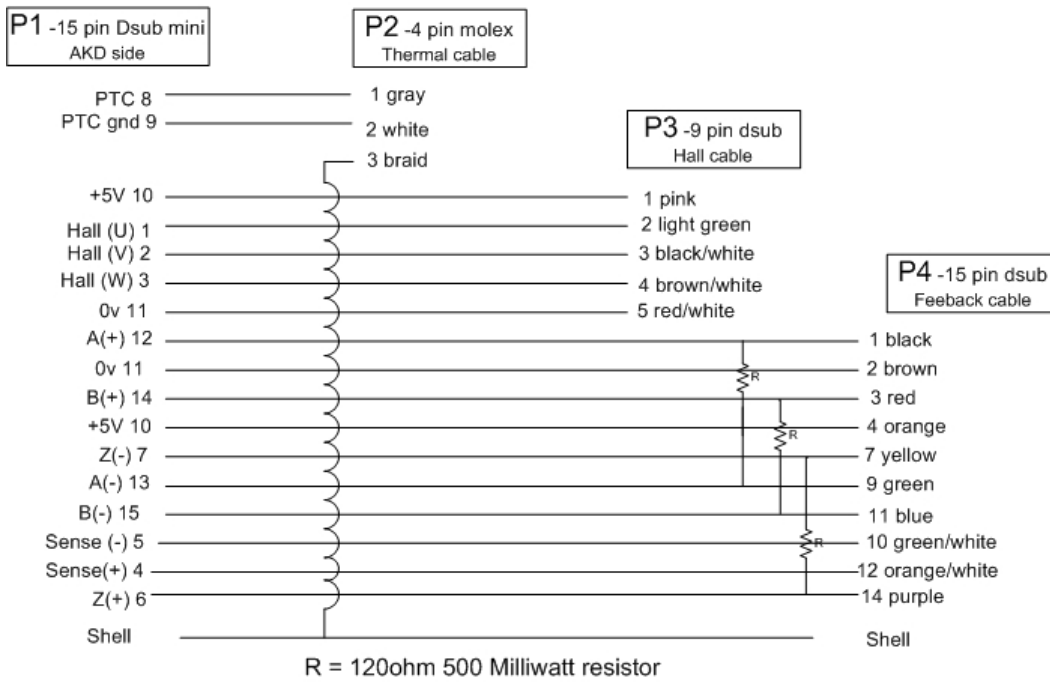 P1 -15 pin Dsub mini
AKD side
P2 -4 pin molex
Thermal cable
PTC 8
1 gray
PTC gnd 9
2 white
3 braid
P3 -9 pin dsub
Hall cable
+5V 10
1 pink
Hall (U) 1
2 light green
Hall (V) 2
3 black/white
Hall (W) 3
4 brown/white
0v 11
5 red/white
P4 -15 pin dsub
Feeback cable
A(+) 12
1 black
0v 11
2 brown
R
B(+) 14
3 red
+5V 10
4 orange
R
Z(-) 7
7 yellow
A(-) 13
9 green
B(-) 15
11 blue
Sense (-) 5
10 green/white
R
Sense(+) 4
12 orange/white
Z(+) 6
14 purple
Shell
Shell
R = 120ohm 500 Milliwatt resistor